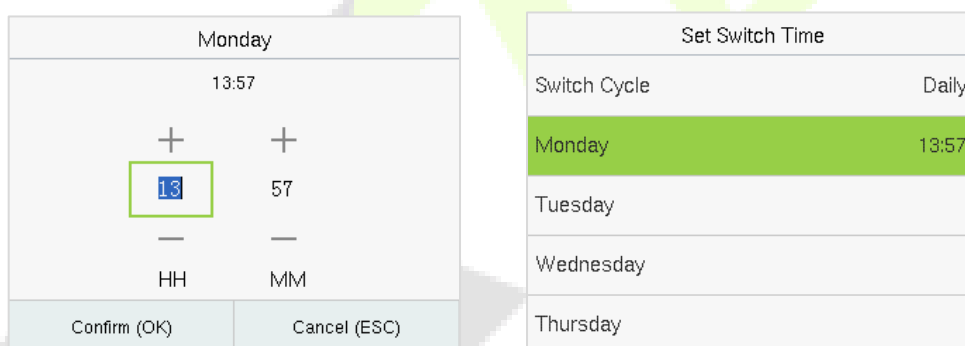 Monday
13:57
+ +
13 57
— —
HH MM
Confirm (OK) Cancel (ESC)
Set Switch Time
Switch Cycle Daily
Monday 13:57
Tuesday
Wednesday
Thursday